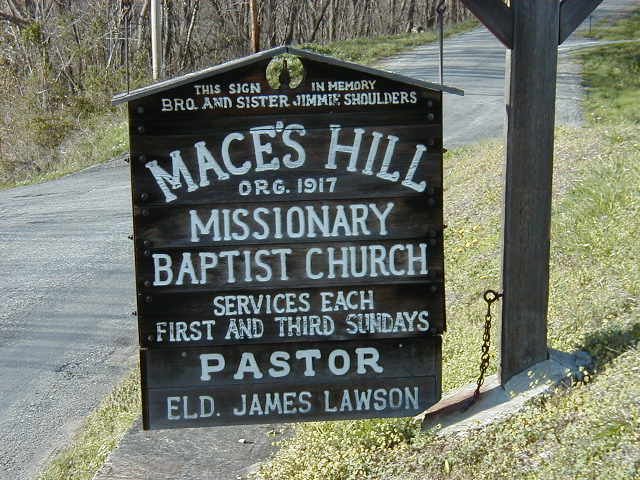 THIS SIGN IN MEMORY
BRO. AND SISTER JIMMIE SHOULDERS
MACE'S HILL
ORG. 1917
MISSIONARY
BAPTIST CHURCH
SERVICES EACH
FIRST AND THIRD SUNDAYS
PASTOR
ELD. JAMES LAWSON